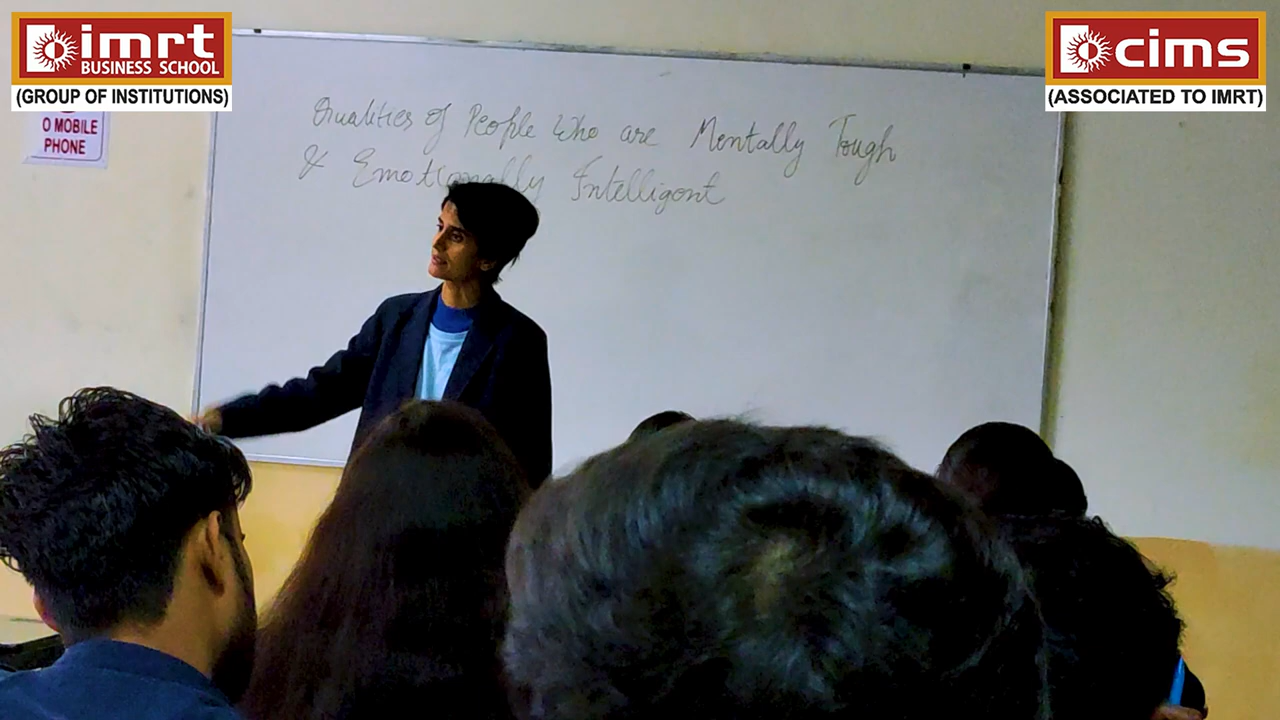 imrt
BUSINESS SCHOOL
(GROUP OF INSTITUTIONS)
cims
(ASSOCIATED TO IMRT)
O MOBILE
PHONE
Qualities of People Who are Mentally Tough
& Emotionally Intelligent